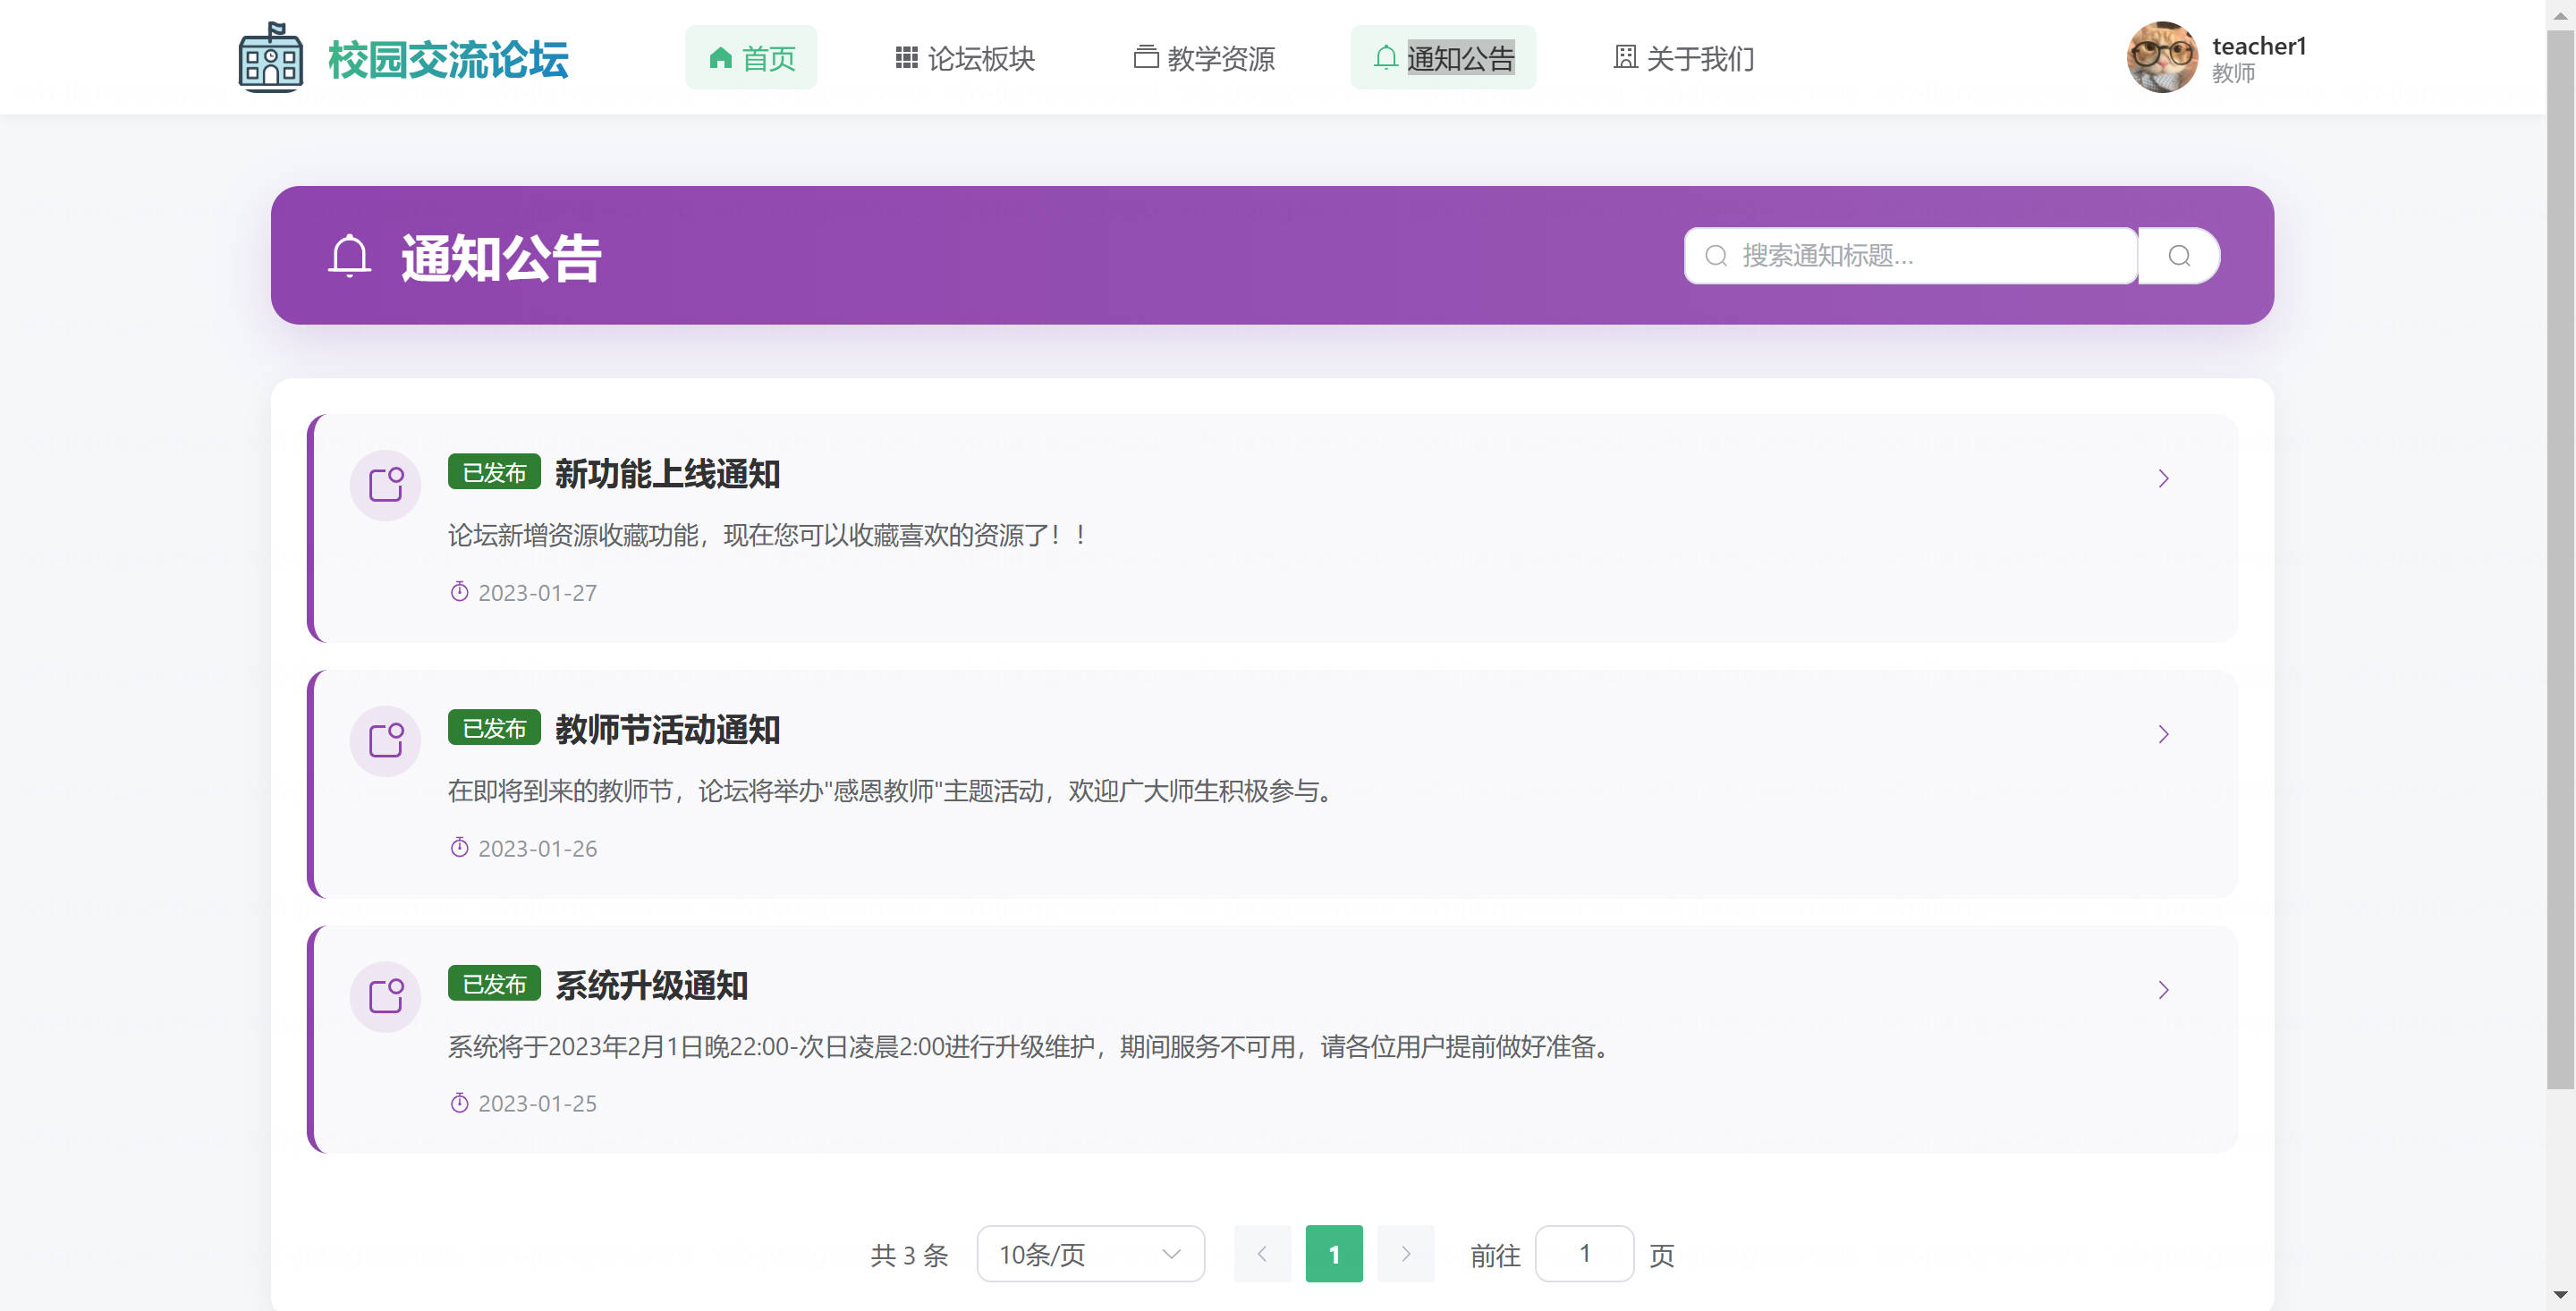 校园交流论坛
首页
论坛板块
教学资源
通知公告
关于我们
teacher1
教师
通知公告
搜索通知标题...
已发布 新功能上线通知
论坛新增资源收藏功能，现在您可以收藏喜欢的资源了！！
2023-01-27
已发布 教师节活动通知
在即将到来的教师节，论坛将举办"感恩教师"主题活动，欢迎广大师生积极参与。
2023-01-26
已发布 系统升级通知
系统将于2023年2月1日晚22:00-次日凌晨2:00进行升级维护，期间服务不可用，请各位用户提前做好准备。
2023-01-25
共 3 条 10条/页 1 前往 1 页